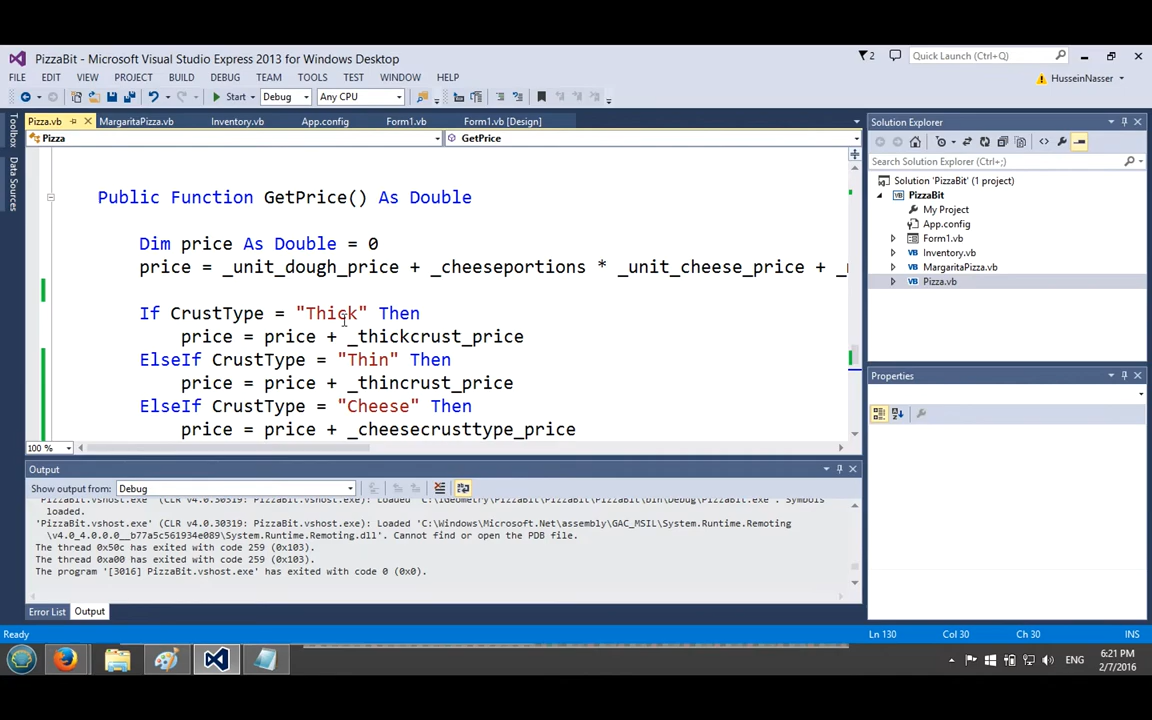 PizzaBit - Microsoft Visual Studio Express 2013 for Windows Desktop
2
Quick Launch (Ctrl+Q)
FILE EDIT VIEW PROJECT BUILD DEBUG TEAM TOOLS TEST WINDOW HELP
HusseinNasser
Start Debug Any CPU
Toolbox
Data Sources
Pizza.vb MargaritaPizza.vb Inventory.vb App.config Form1.vb Form1.vb [Design]
Pizza GetPrice
Public Function GetPrice() As Double
Dim price As Double = 0
price = _unit_dough_price + _cheeseportions * _unit_cheese_price + _
If CrustType = "Thick" Then
price = price + _thickcrust_price
ElseIf CrustType = "Thin" Then
price = price + _thincrust_price
ElseIf CrustType = "Cheese" Then
price = price + _cheesecrusttype_price
100 %
Solution Explorer
Search Solution Explorer (Ctrl+;)
Solution 'PizzaBit' (1 project)
PizzaBit
My Project
App.config
Form1.vb
Inventory.vb
MargaritaPizza.vb
Pizza.vb
Properties
Output
Show output from: Debug
loaded.
'PizzaBit.vshost.exe' (CLR v4.0.30319: PizzaBit.vshost.exe): Loaded 'C:\Windows\Microsoft.Net\assembly\GAC_MSIL\System.Runtime.Remoting
\v4.0_4.0.0.0__b77a5c561934e089\System.Runtime.Remoting.dll'. Cannot find or open the PDB file.
The thread 0x50c has exited with code 259 (0x103).
The thread 0xa00 has exited with code 259 (0x103).
The program '[3016] PizzaBit.vshost.exe' has exited with code 0 (0x0).
Error List Output
Ready
Ln 130 Col 30 Ch 30 INS
ENG
6:21 PM
2/7/2016